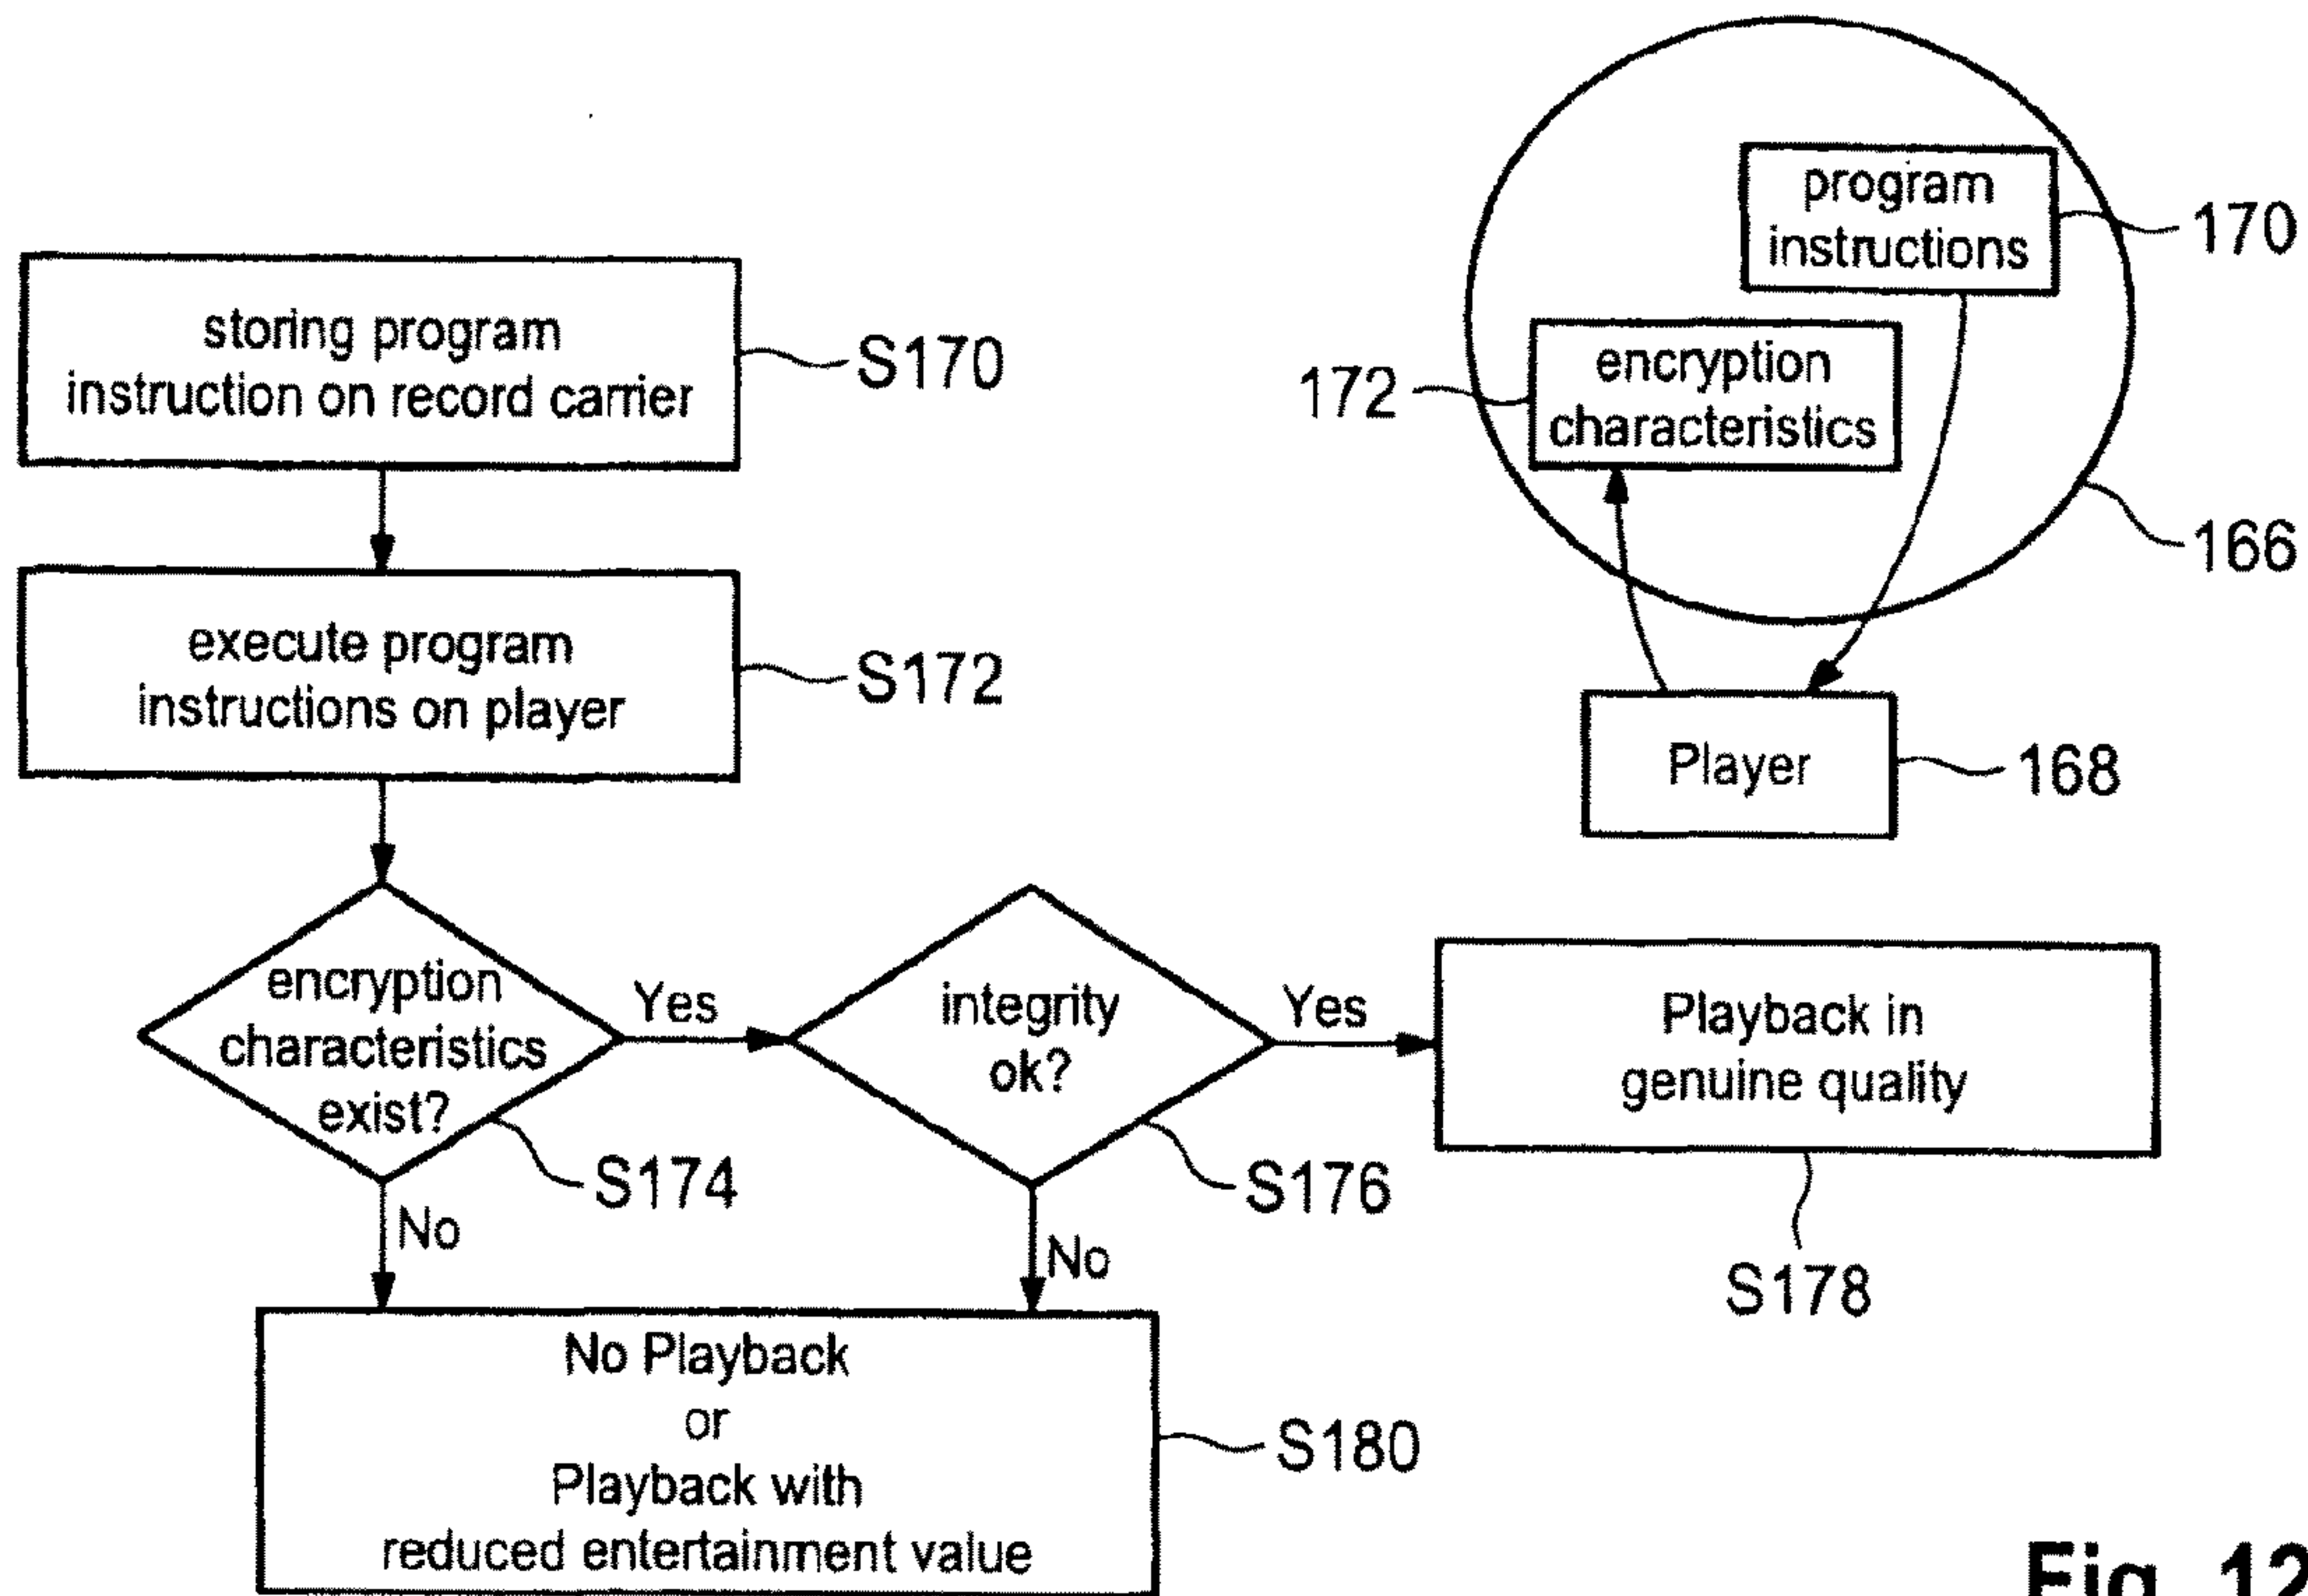 storing program
instruction on record carrier
S170
execute program
instructions on player
S172
encryption
characteristics
exist?
S174
Yes
No
integrity
ok?
S176
Yes
No
Playback in
genuine quality
S178
No Playback
or
Playback with
reduced entertainment value
S180
program
instructions
170
encryption
characteristics
172
166
Player
168
Fig. 12